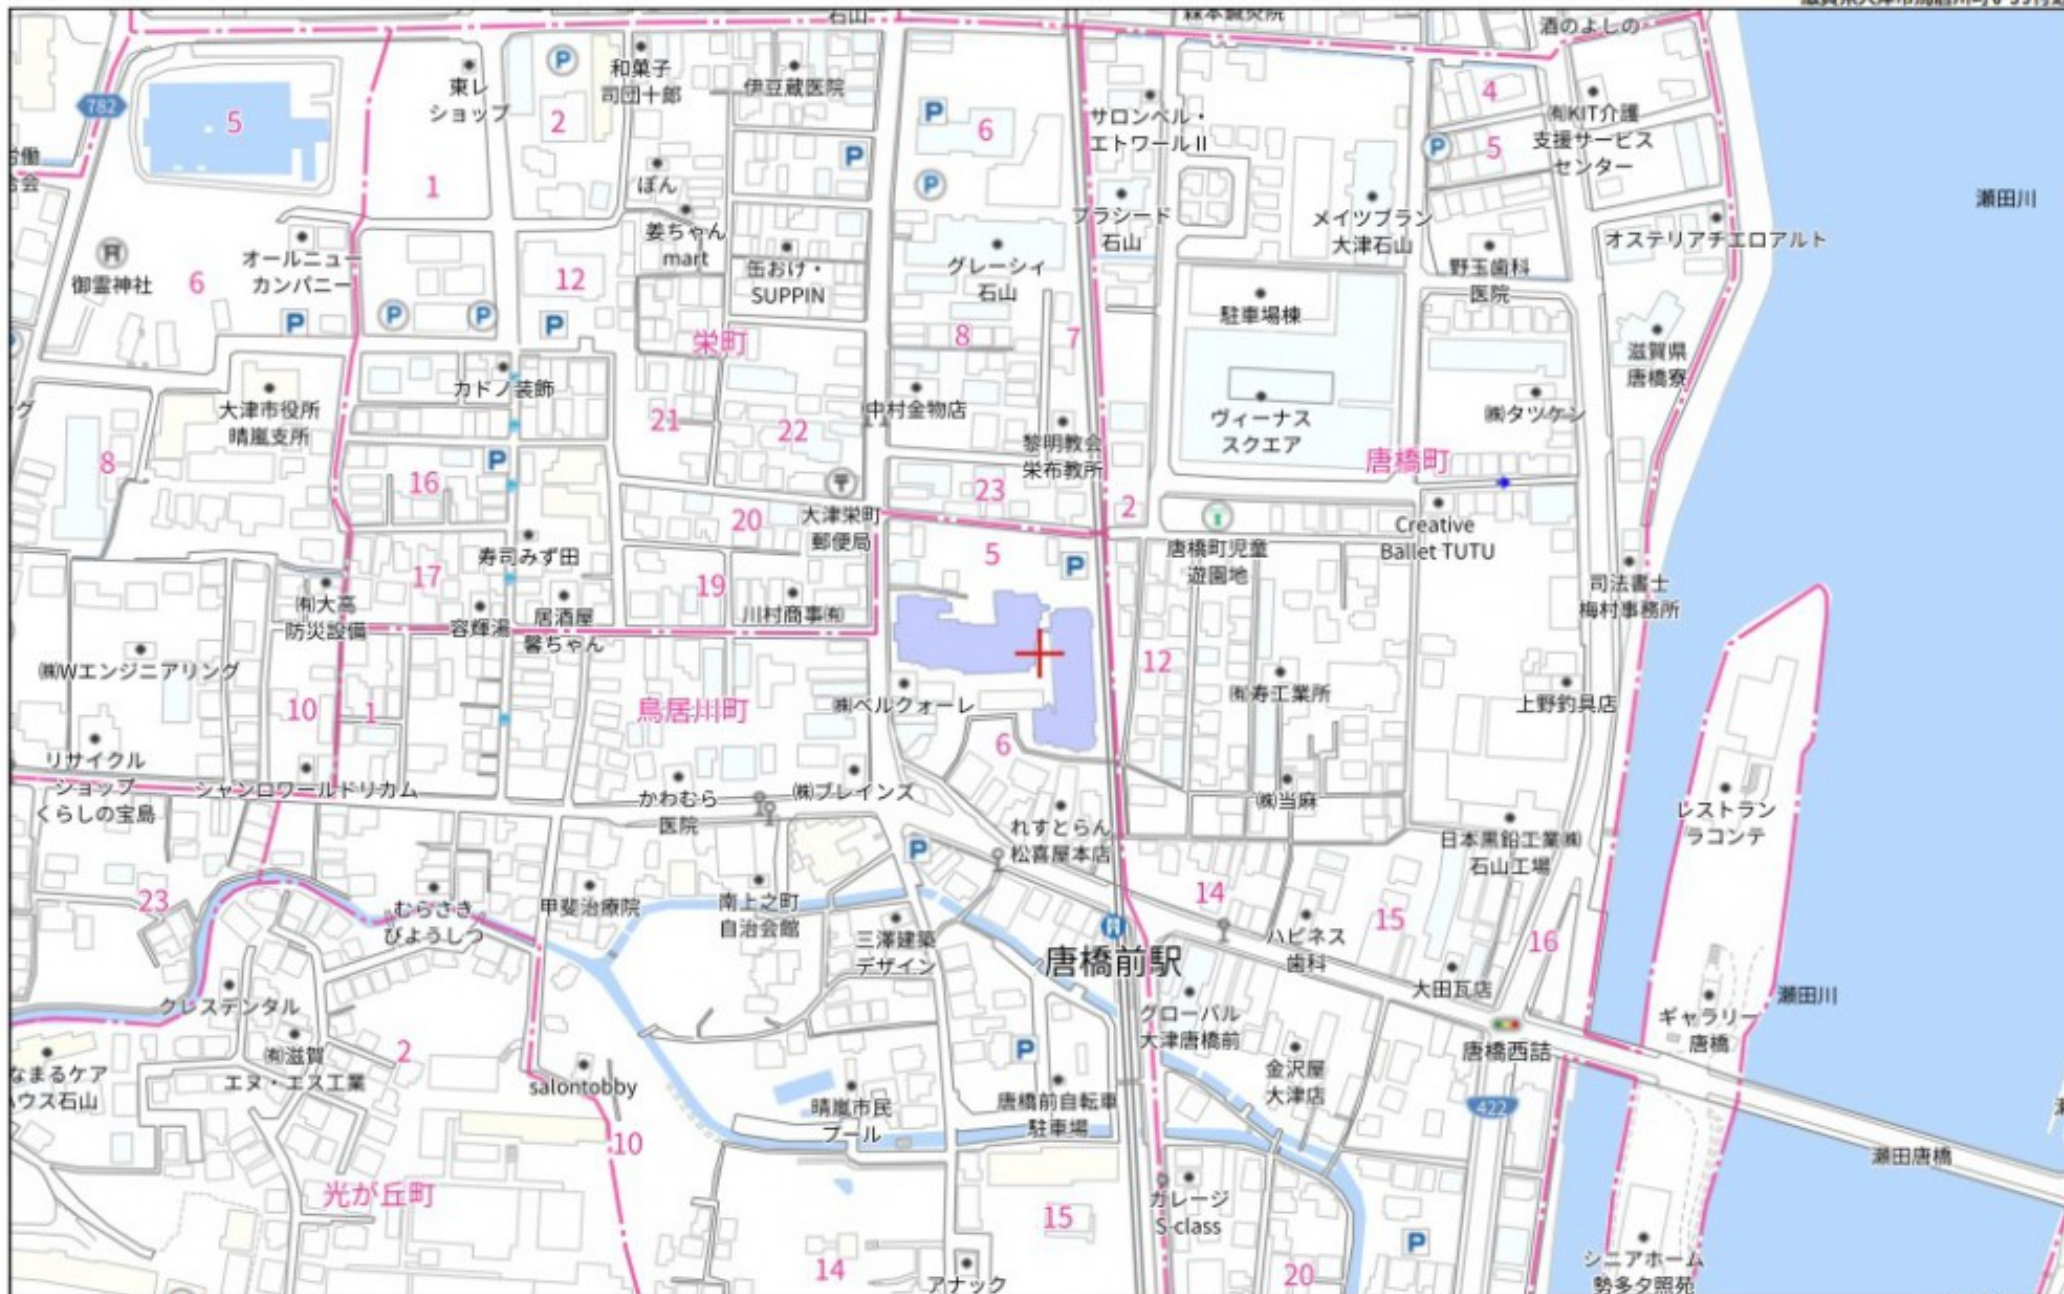 石山
酒のよしの
782
5
東レ
ショップ
P
2
和菓子
司団十郎
伊豆蔵医院
P
6
サロンベル・
エトワールⅡ
4
㈲KIT介護
支援サービス
センター
P
5
1
ぽん
P
P
プラシード
石山
メイツブラン
大津石山
瀬田川
姜ちゃん
mart
オステリアチエロアルト
御霊神社
6
オールニュー
カンパニー
12
缶おけ・
SUPPIN
グレーシィ
石山
野玉歯科
医院
P
P
P
P
栄町
8
7
駐車場棟
滋賀県
唐橋寮
カドノ装飾
大津市役所
晴嵐支所
21
22
中村金物店
黎明教会
栄布教所
ヴィーナス
スクエア
㈱タツケン
唐橋町
8
16
P
23
2
20
大津栄町
郵便局
5
P
唐橋町児童
遊園地
Creative
Ballet TUTU
寿司みず田
17
19
川村商事㈲
㈲大高
防災設備
容輝湯
居酒屋
馨ちゃん
司法書士
梅村事務所
㈱Wエンジニアリング
12
㈲寿工業所
上野釣具店
10
1
鳥居川町
㈱ベルクォーレ
6
リサイクル
ショップ
くらしの宝島
シャンロワールドリカム
かわむら
医院
㈱ブレインズ
れすとらん
松喜屋本店
㈱当麻
レストラン
ラコンテ
日本黒鉛工業㈱
石山工場
P
23
むらさき
びようしつ
甲斐治療院
南上之町
自治会館
三澤建築
デザイン
14
15
16
ハピネス
歯科
唐橋前駅
大田瓦店
クレスデンタル
グローバル
大津唐橋前
瀬田川
ギャラリー
唐橋
㈲滋賀
エヌ・エス工業
2
P
唐橋西詰
なまるケア
ハウス石山
salontobby
金沢屋
大津店
晴嵐市民
プール
唐橋前自転車
駐車場
422
10
瀬田唐橋
光が丘町
15
ガレージ
S-class
P
14
アナック
20
シニアホーム
勢多夕照苑